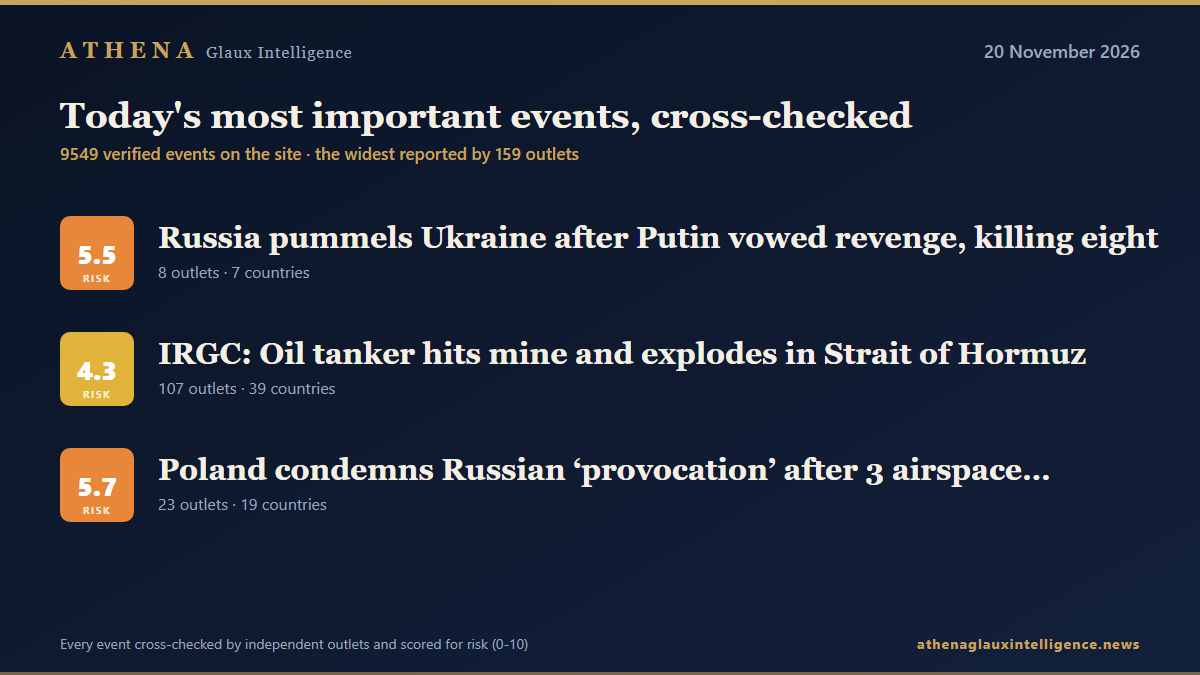 ATHENA Glaux Intelligence
20 November 2026
Today's most important events, cross-checked
9549 verified events on the site · the widest reported by 159 outlets
5.5
RISK
Russia pummels Ukraine after Putin vowed revenge, killing eight
8 outlets · 7 countries
4.3
RISK
IRGC: Oil tanker hits mine and explodes in Strait of Hormuz
107 outlets · 39 countries
5.7
RISK
Poland condemns Russian ‘provocation’ after 3 airspace...
23 outlets · 19 countries
Every event cross-checked by independent outlets and scored for risk (0-10)
athenaglauxintelligence.news